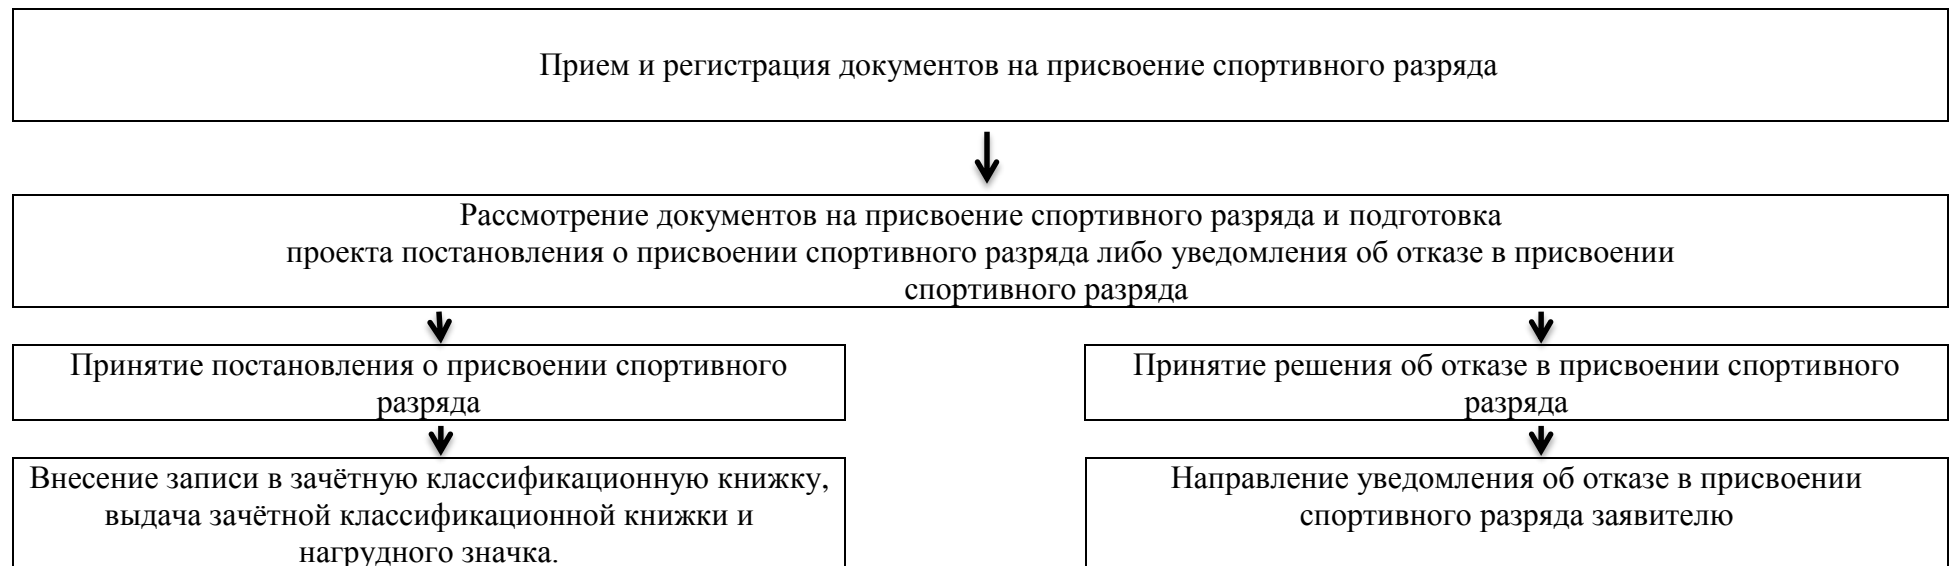 Прием и регистрация документов на присвоение спортивного разряда
Рассмотрение документов на присвоение спортивного разряда и подготовка
проекта постановления о присвоении спортивного разряда либо уведомления об отказе в присвоении
спортивного разряда
Принятие постановления о присвоении спортивного
разряда
Принятие решения об отказе в присвоении спортивного
разряда
Внесение записи в зачётную классификационную книжку,
выдача зачётной классификационной книжки и
нагрудного значка.
Направление уведомления об отказе в присвоении
спортивного разряда заявителю